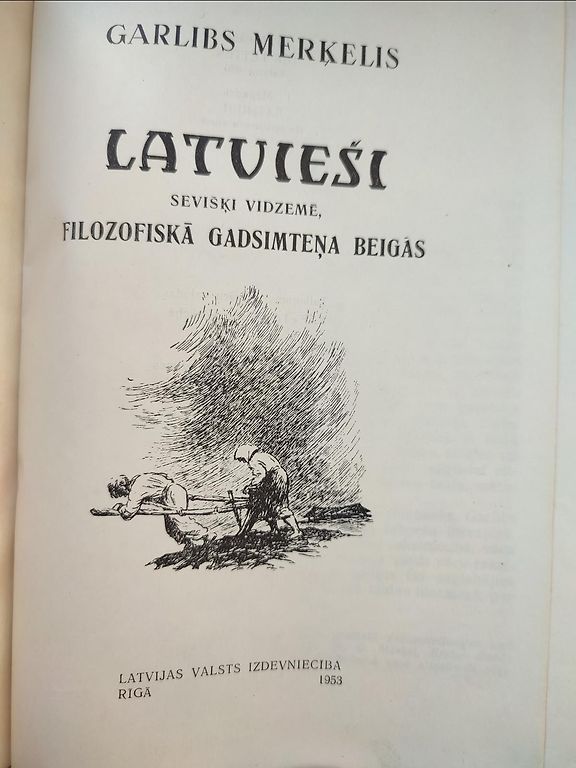 GARLIBS MERĶELIS
LATVIEŠI
SEVIŠĶI VIDZEMĒ,
FILOZOFISKĀ GADSIMTEŅA BEIGĀS
LATVIJAS VALSTS IZDEVNIECĪBA
RĪGĀ 1953